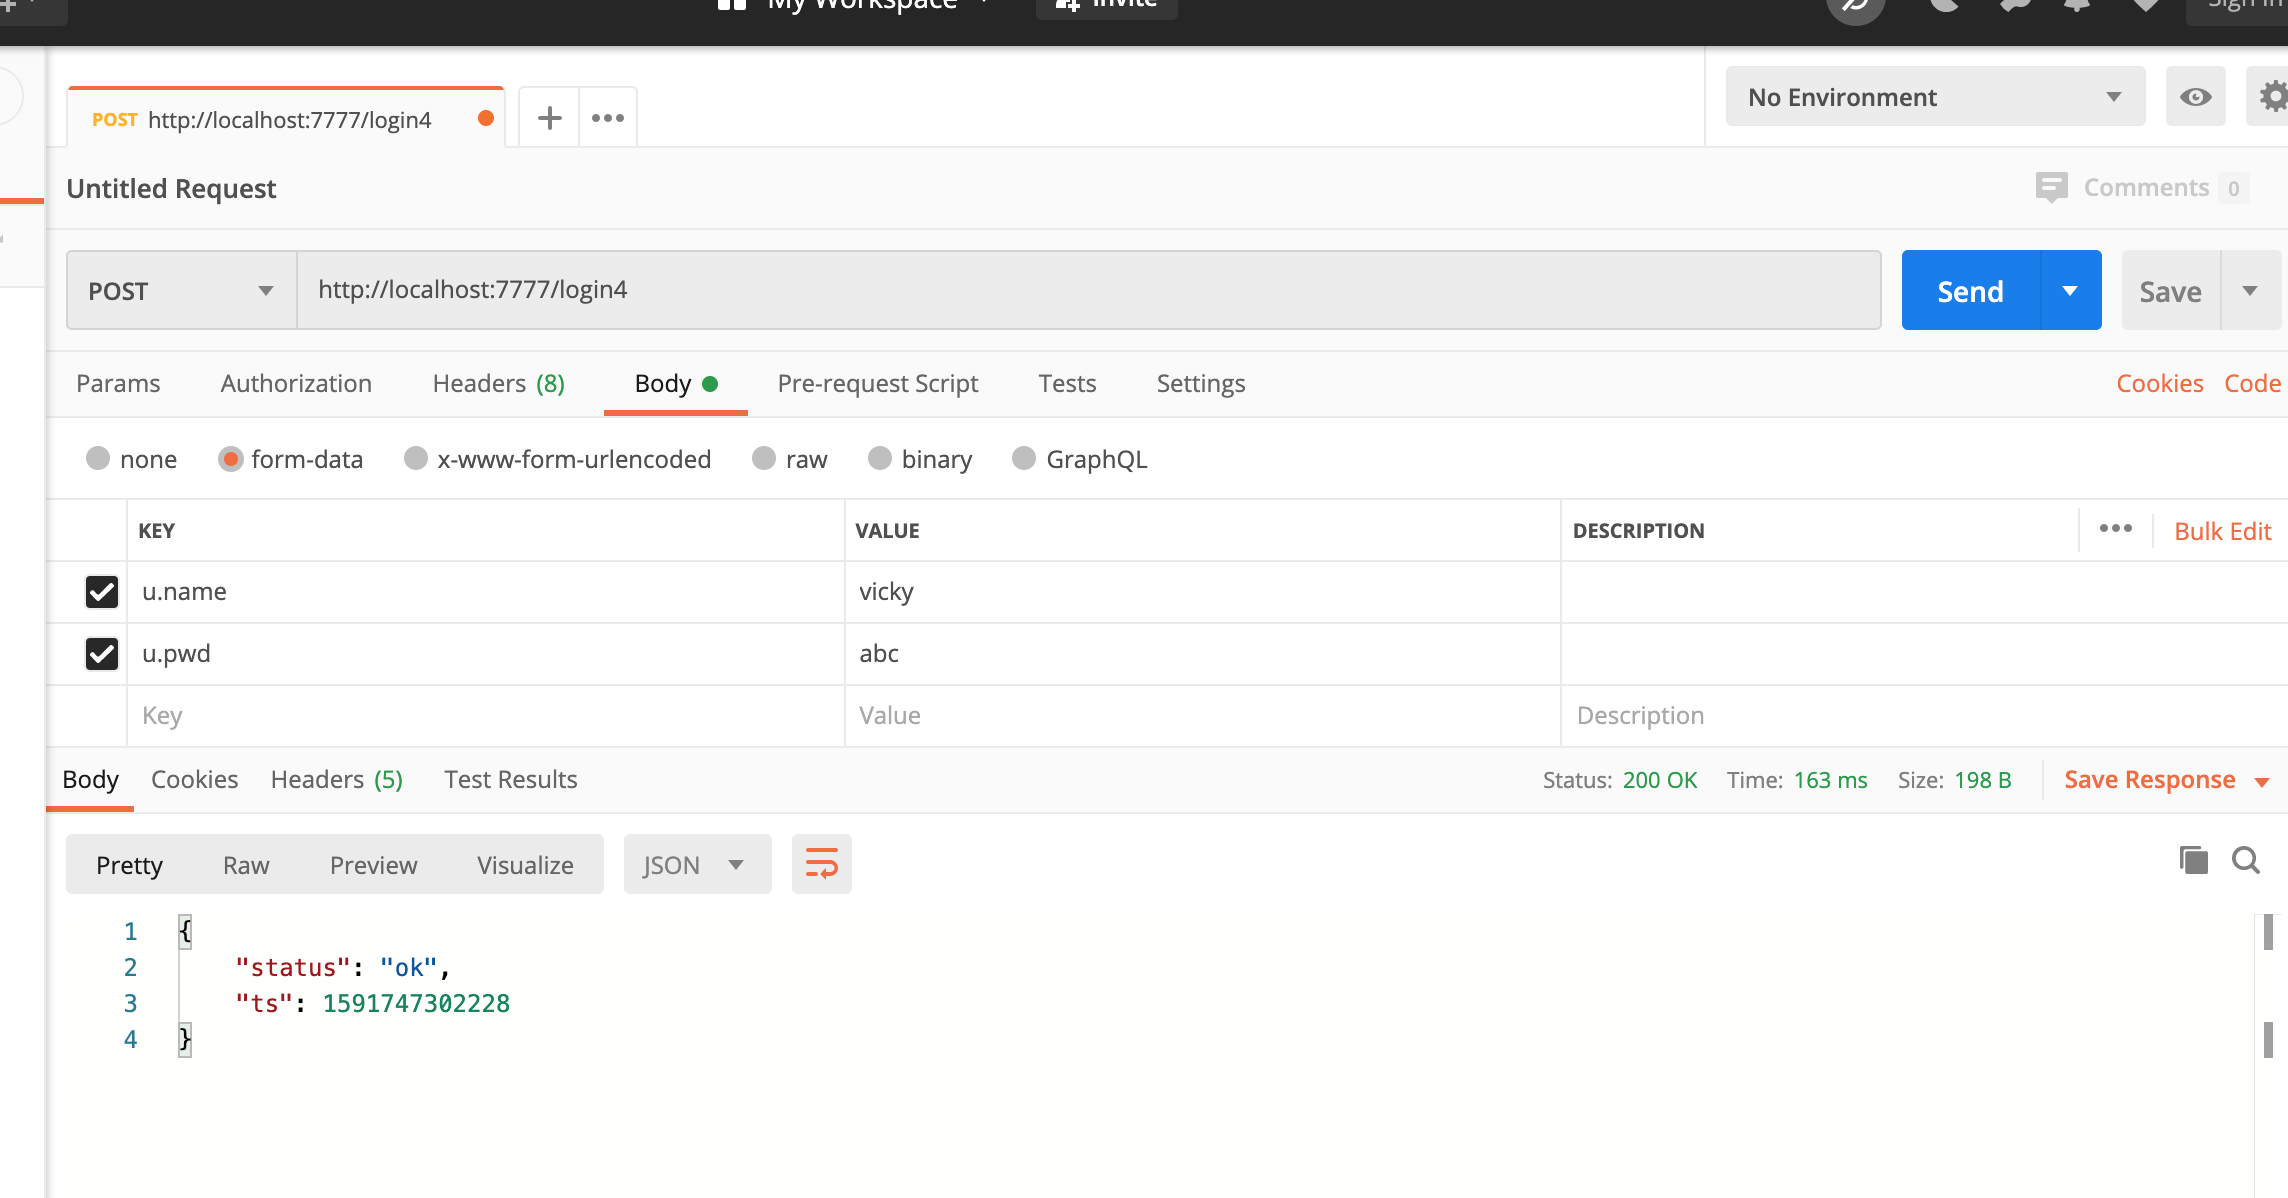 My Workspace
Invite
Sign In
POST http://localhost:7777/login4
No Environment
Untitled Request
Comments 0
POST http://localhost:7777/login4 Send Save
Params Authorization Headers (8) Body Pre-request Script Tests Settings Cookies Code
none form-data x-www-form-urlencoded raw binary GraphQL
KEY VALUE DESCRIPTION Bulk Edit
u.name vicky
u.pwd abc
Key Value Description
Body Cookies Headers (5) Test Results Status: 200 OK Time: 163 ms Size: 198 B Save Response
Pretty Raw Preview Visualize JSON
1 {
2 "status": "ok",
3 "ts": 1591747302228
4 }